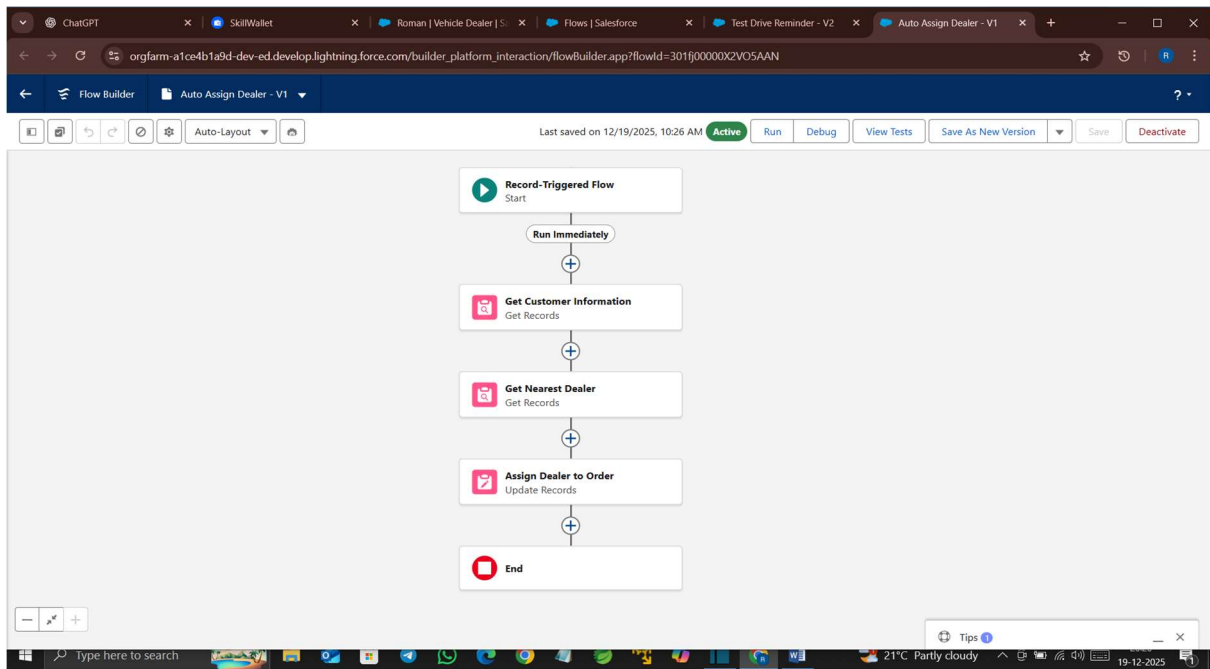 ChatGPT
SkillWallet
Roman | Vehicle Dealer | S
Flows | Salesforce
Test Drive Reminder - V2
Auto Assign Dealer - V1
orgfarm-a1ce4b1a9d-dev-ed.develop.lightning.force.com/builder_platform_interaction/flowBuilder.app?flowId=301fj00000X2VO5AAN
R
Flow Builder
Auto Assign Dealer - V1
?
Auto-Layout
Last saved on 12/19/2025, 10:26 AM
Active
Run
Debug
View Tests
Save As New Version
Save
Deactivate
Record-Triggered Flow
Start
Run Immediately
Get Customer Information
Get Records
Get Nearest Dealer
Get Records
Assign Dealer to Order
Update Records
End
Tips 1
Type here to search
21°C Partly cloudy
19-12-2025